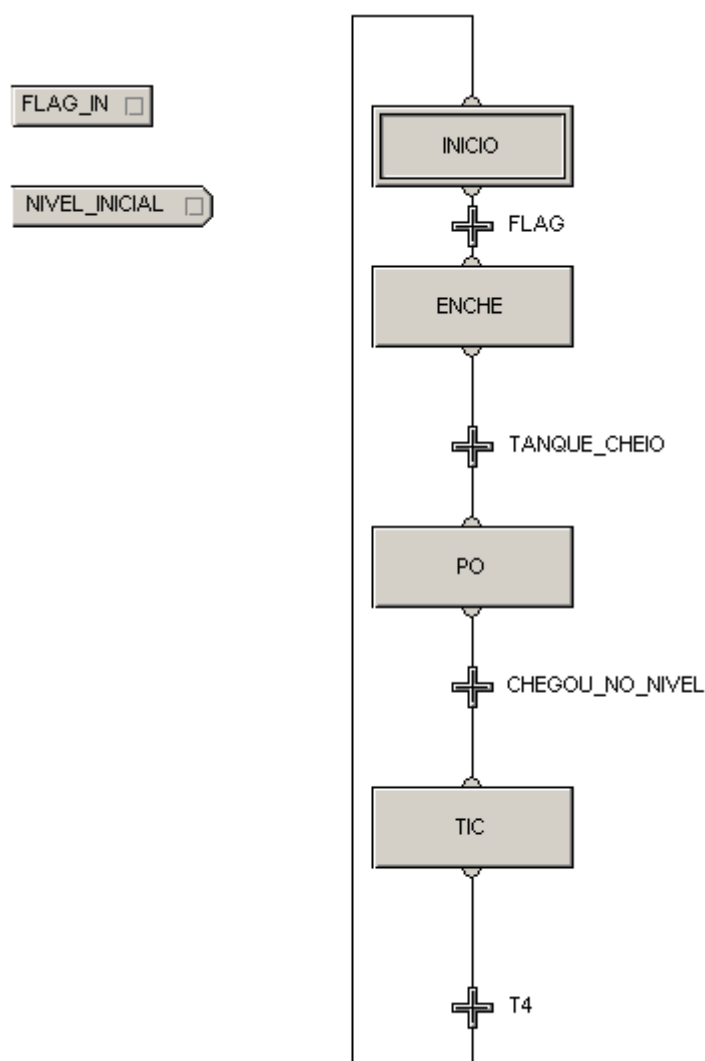 FLAG_IN
NIVEL_INICIAL
INICIO
FLAG
ENCHE
TANQUE_CHEIO
PO
CHEGOU_NO_NIVEL
TIC
T4